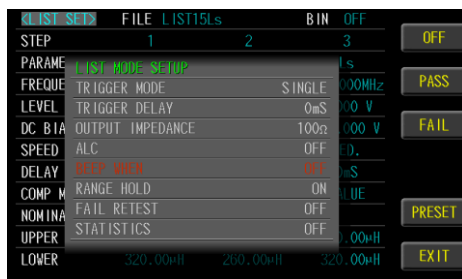 <LIST SET> FILE LIST15Ls BIN OFF
STEP 1 2 3
OFF
PARAME Ls
LIST MODE SETUP
FREQUE 000MHz
TRIGGER MODE SINGLE
PASS
LEVEL 000 V
TRIGGER DELAY 0mS
DC BIA .000 V
OUTPUT IMPEDANCE 100Ω
FAIL
SPEED ED.
ALC OFF
DELAY 0mS
BEEP WHEN OFF
COMP M ALUE
RANGE HOLD ON
NOMINA
FAIL RETEST OFF
PRESET
UPPER .00μH
STATISTICS OFF
LOWER 320.00μH 260.00μH 320.00μH
EXIT